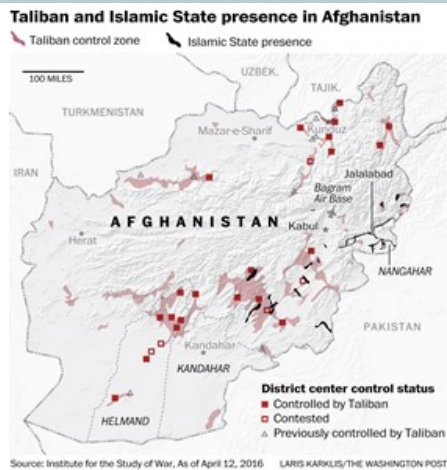 Taliban and Islamic State presence in Afghanistan
Taliban control zone
Islamic State presence
100 MILES
UZBEK.
TAJIK.
TURKMENISTAN
Mazar-e-Sharif
Kunduz
IRAN
Jalalabad
Bagram
Air Base
AFGHANISTAN
Kabul
Herat
NANGAHAR
PAKISTAN
Kandahar
KANDAHAR
HELMAND
District center control status
Controlled by Taliban
Contested
Previously controlled by Taliban
Source: Institute for the Study of War, As of April 12, 2016
LARIS KARKLIS/THE WASHINGTON POST